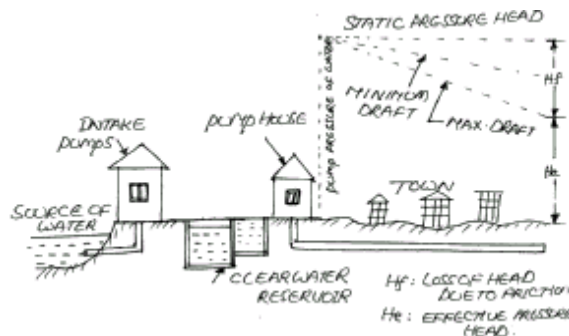 STATIC PRESSURE HEAD
Hf
MINIMUM
DRAFT
MAX. DRAFT
PUMP PRESSURE OF WATER
INTAKE
PUMPS
PUMP HOUSE
He
TOWN
SOURCE OF
WATER
CLEARWATER
RESERVOIR
Hf: LOSS OF HEAD
DUE TO FRICTION
He: EFFECTIVE PRESSURE
HEAD.